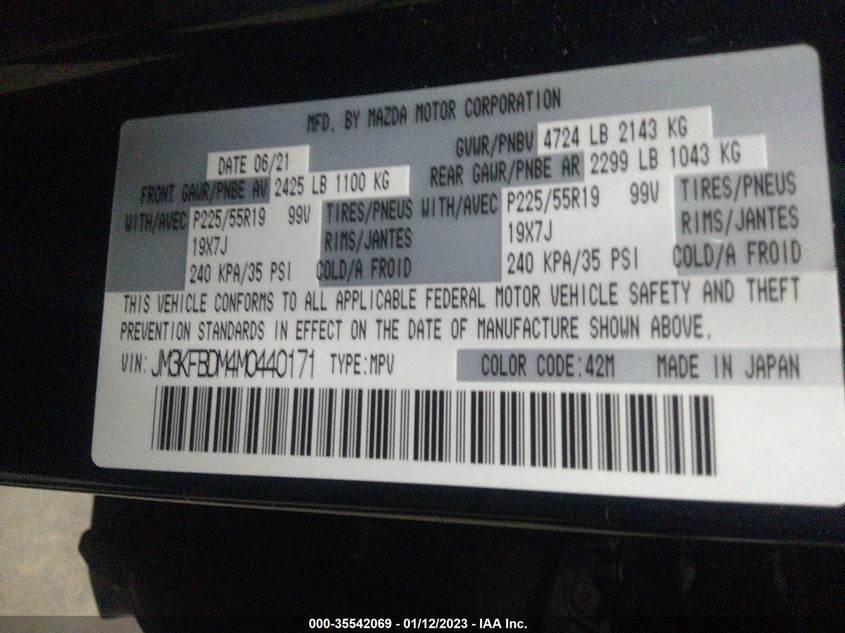 MFD. BY MAZDA MOTOR CORPORATION
DATE 06/21 GVWR/PNBV 4724 LB 2143 KG
FRONT GAWR/PNBE AV 2425 LB 1100 KG REAR GAWR/PNBE AR 2299 LB 1043 KG
WITH/AVEC P225/55R19 99V TIRES/PNEUS WITH/AVEC P225/55R19 99V TIRES/PNEUS
19X7J RIMS/JANTES 19X7J RIMS/JANTES
240 KPA/35 PSI COLD/A FROID 240 KPA/35 PSI COLD/A FROID
THIS VEHICLE CONFORMS TO ALL APPLICABLE FEDERAL MOTOR VEHICLE SAFETY AND THEFT
PREVENTION STANDARDS IN EFFECT ON THE DATE OF MANUFACTURE SHOWN ABOVE.
VIN: JM3KFBDM4M0440171 TYPE:MPV COLOR CODE:42M MADE IN JAPAN
000-35542069 - 01/12/2023 - IAA Inc.